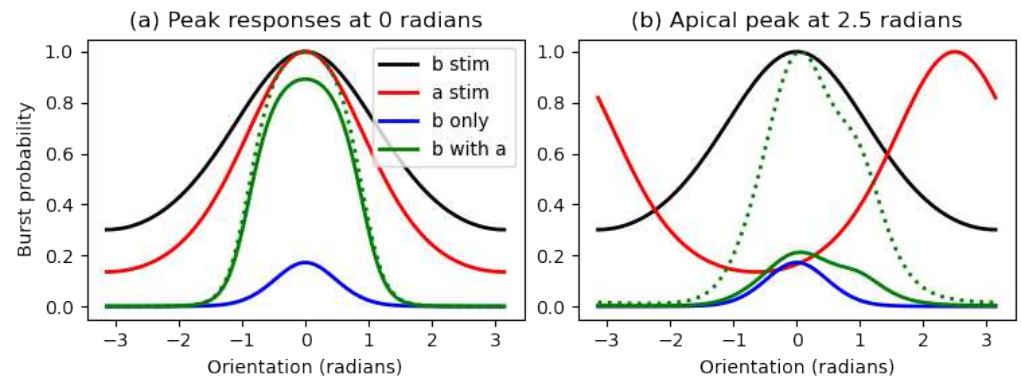 (a) Peak responses at 0 radians
(b) Apical peak at 2.5 radians
Burst probability
1.0
0.8
0.6
0.4
0.2
0.0
b stim
a stim
b only
b with a
1.0
0.8
0.6
0.4
0.2
0.0
−3 −2 −1 0 1 2 3
−3 −2 −1 0 1 2 3
Orientation (radians)
Orientation (radians)